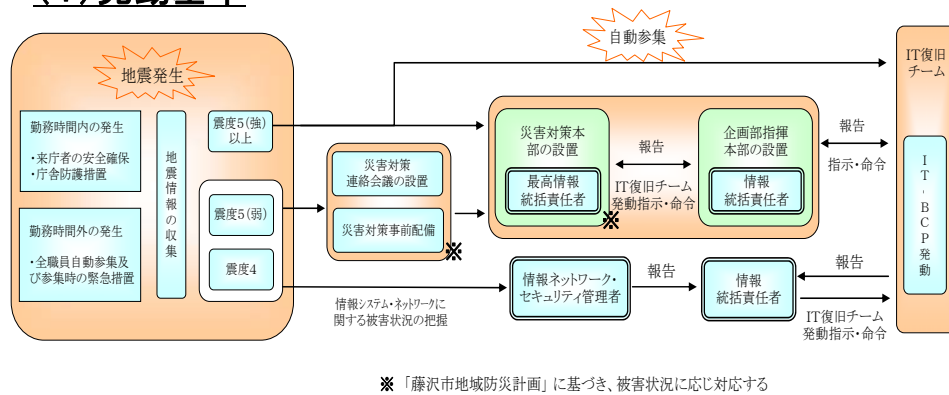 自動参集
地震発生
勤務時間内の発生
・来庁者の安全確保
・庁舎防護措置
勤務時間外の発生
・全職員自動参集及
び参集時の緊急措置
地震情報の収集
震度5(強)
以上
震度5(弱)
震度4
災害対策
連絡会議の設置
災害対策事前配備
※
災害対策本
部の設置
最高情報
統括責任者
※
報告
IT復旧チーム
発動指示・命令
企画部指揮
本部の設置
情報
統括責任者
報告
指示・命令
IT復旧
チーム
IT-BCP発動
情報システム・ネットワークに
関する被害状況の把握
情報ネットワーク・
セキュリティ管理者
報告
情報
統括責任者
報告
IT復旧チーム
発動指示・命令
※「藤沢市地域防災計画」に基づき、被害状況に応じ対応する